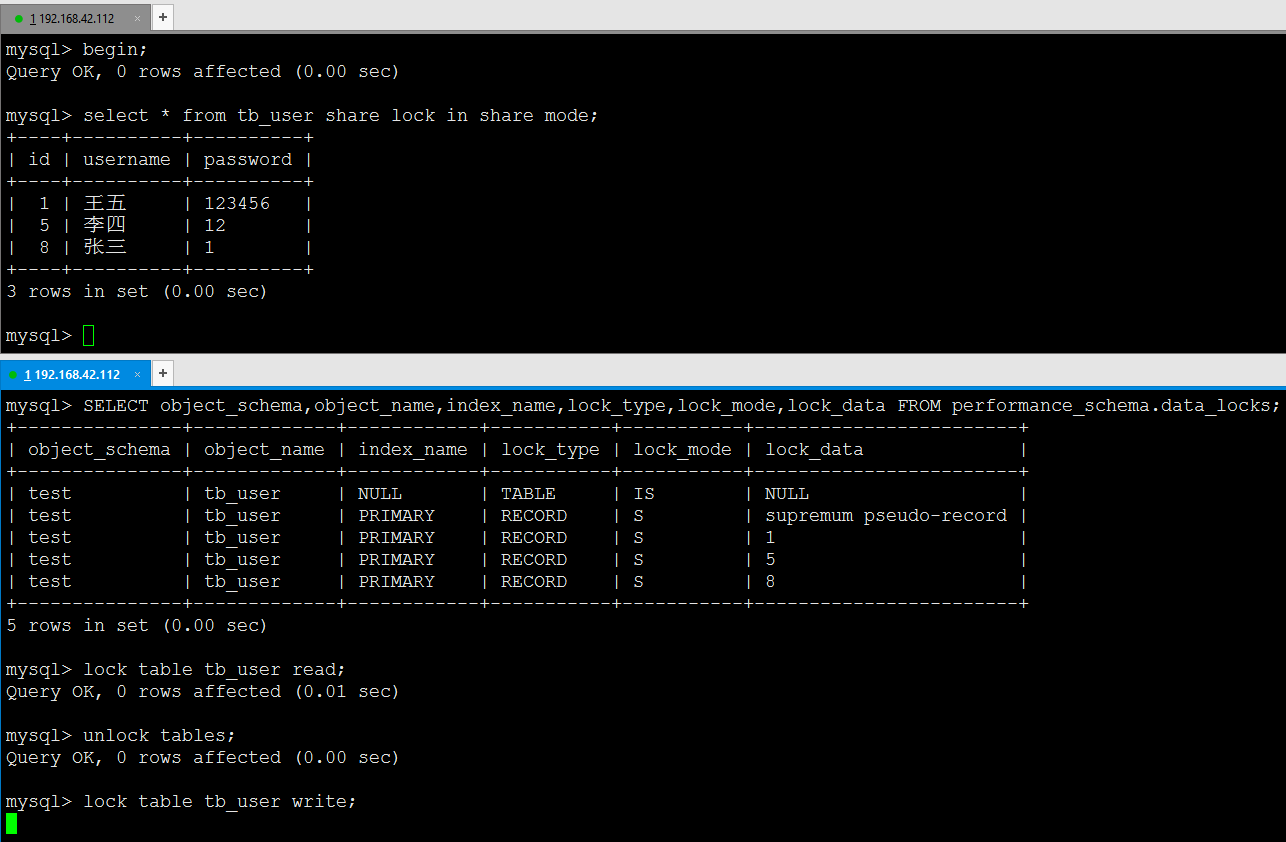 1 192.168.42.112 × +
mysql> begin;
Query OK, 0 rows affected (0.00 sec)
mysql> select * from tb_user share lock in share mode;
+----+----------+----------+
| id | username | password |
+----+----------+----------+
| 1 | 王五 | 123456 |
| 5 | 李四 | 12 |
| 8 | 张三 | 1 |
+----+----------+----------+
3 rows in set (0.00 sec)
mysql>
1 192.168.42.112 × +
mysql> SELECT object_schema,object_name,index_name,lock_type,lock_mode,lock_data FROM performance_schema.data_locks;
+---------------+-------------+------------+-----------+-----------+------------------------+
| object_schema | object_name | index_name | lock_type | lock_mode | lock_data |
+---------------+-------------+------------+-----------+-----------+------------------------+
| test | tb_user | NULL | TABLE | IS | NULL |
| test | tb_user | PRIMARY | RECORD | S | supremum pseudo-record |
| test | tb_user | PRIMARY | RECORD | S | 1 |
| test | tb_user | PRIMARY | RECORD | S | 5 |
| test | tb_user | PRIMARY | RECORD | S | 8 |
+---------------+-------------+------------+-----------+-----------+------------------------+
5 rows in set (0.00 sec)
mysql> lock table tb_user read;
Query OK, 0 rows affected (0.01 sec)
mysql> unlock tables;
Query OK, 0 rows affected (0.00 sec)
mysql> lock table tb_user write;